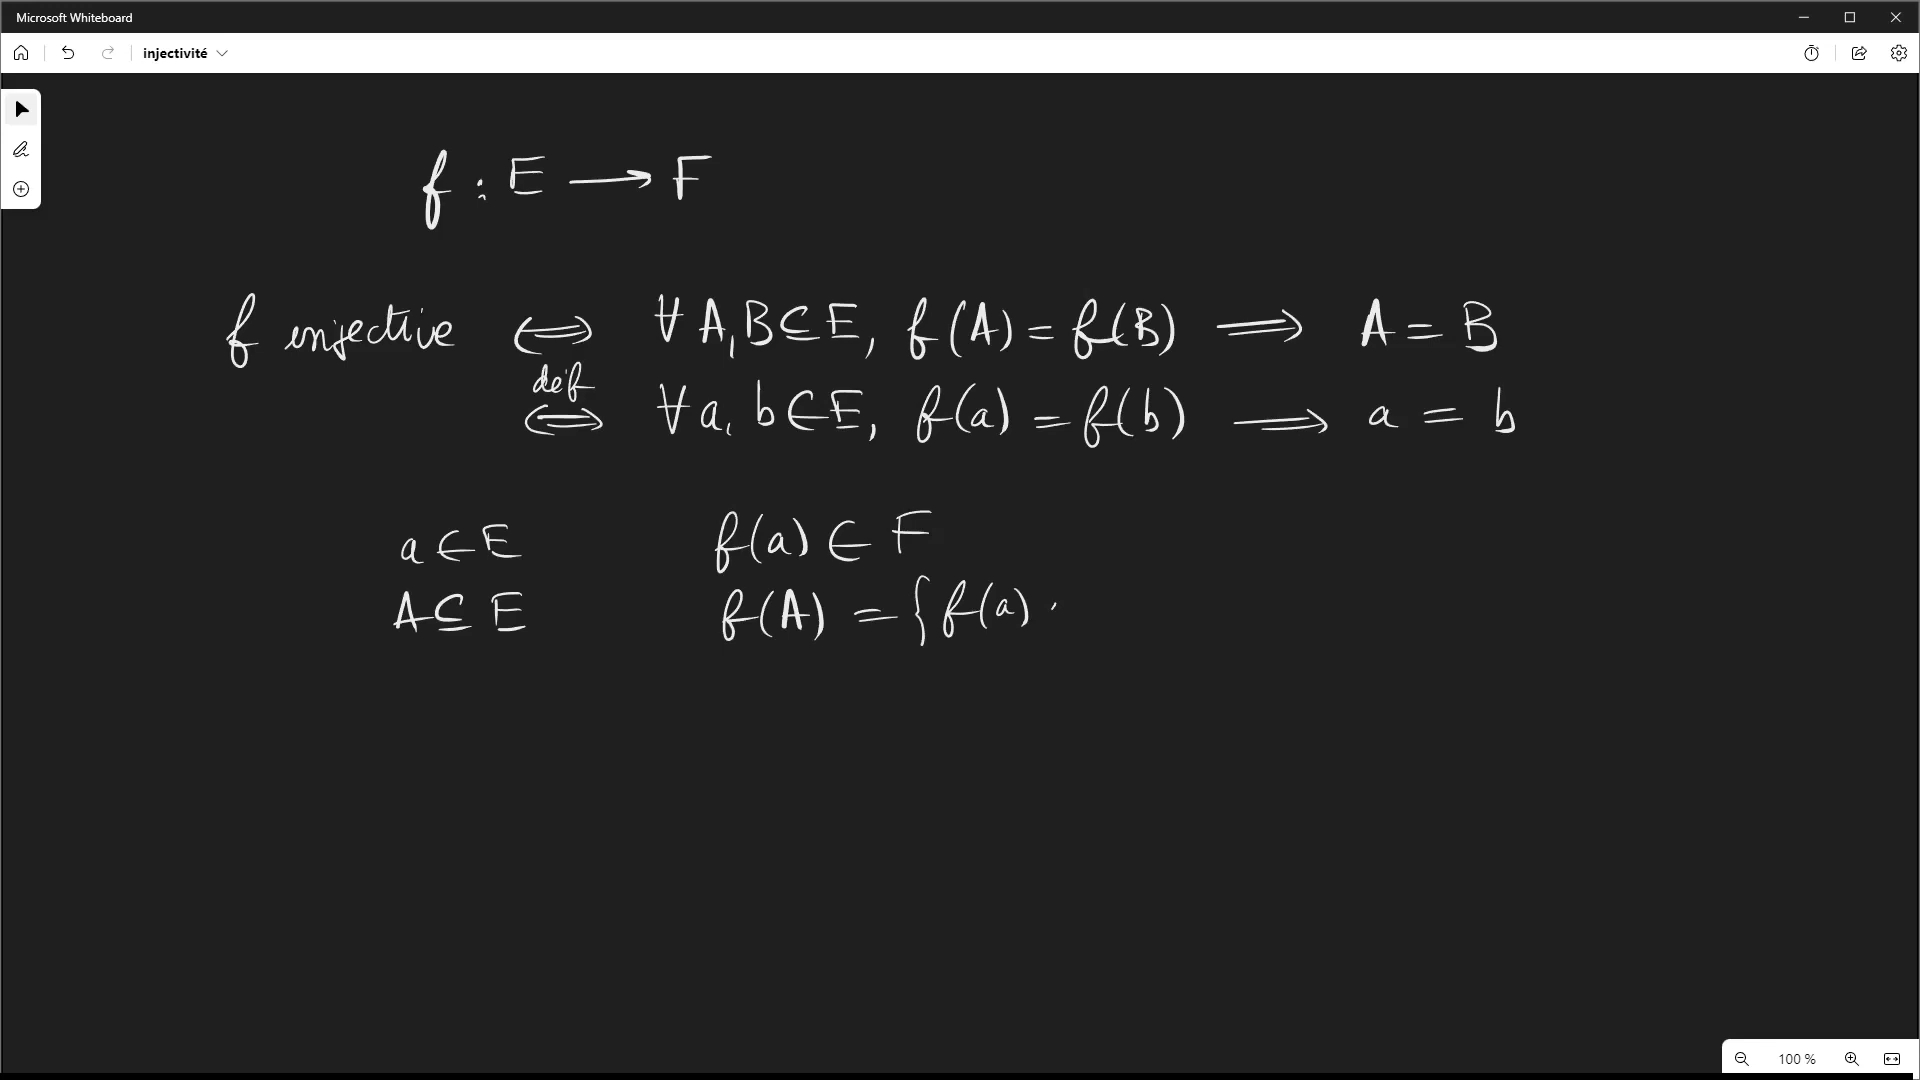 Microsoft Whiteboard
injectivité
f : E ⟶ F
f injective ⟺ ∀ A, B ⊆ E, f(A) = f(B) ⟹ A = B
déf
⟺ ∀ a, b ∈ E, f(a) = f(b) ⟹ a = b
a ∈ E f(a) ∈ F
A ⊆ E f(A) = { f(a)
100 %